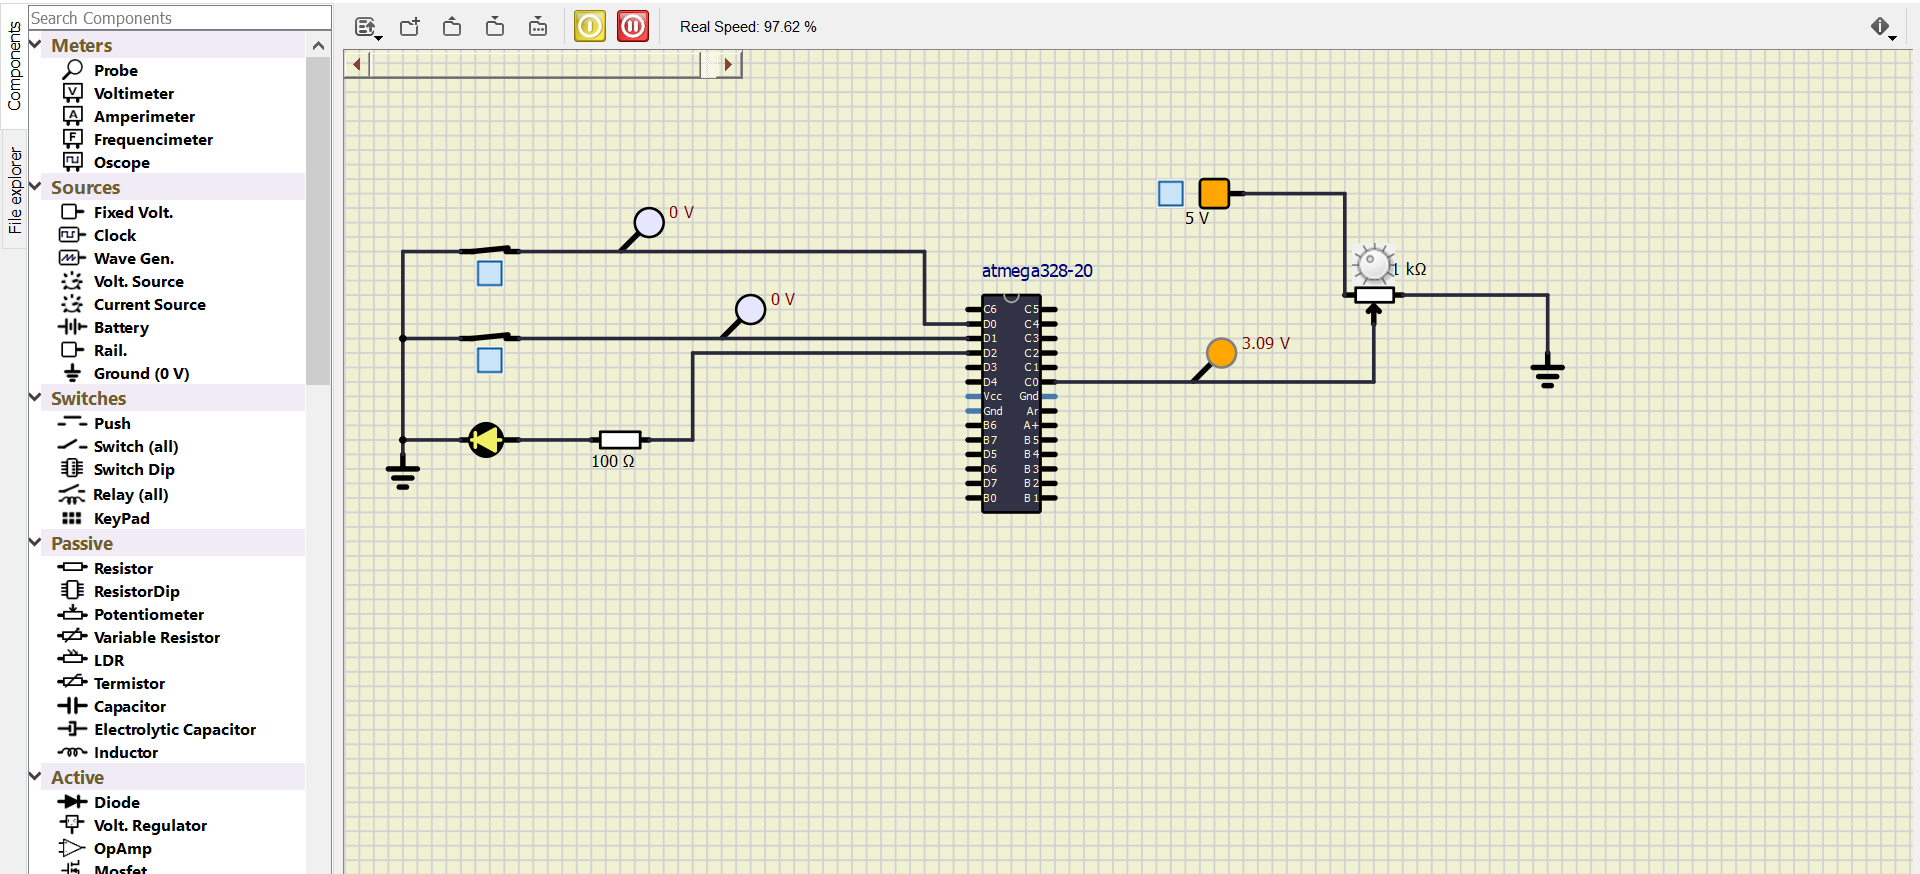 Components
File explorer
Search Components
Meters
Probe
Voltimeter
Amperimeter
Frequencimeter
Oscope
Sources
Fixed Volt.
Clock
Wave Gen.
Volt. Source
Current Source
Battery
Rail.
Ground (0 V)
Switches
Push
Switch (all)
Switch Dip
Relay (all)
KeyPad
Passive
Resistor
ResistorDip
Potentiometer
Variable Resistor
LDR
Termistor
Capacitor
Electrolytic Capacitor
Inductor
Active
Diode
Volt. Regulator
OpAmp
Mosfet
Real Speed: 97.62 %
0 V
0 V
100 Ω
atmega328-20
C6 C5
D0 C4
D1 C3
D2 C2
D3 C1
D4 C0
Vcc Gnd
Gnd Ar
B6 A+
B7 B5
D5 B4
D6 B3
D7 B2
B0 B1
5 V
1 kΩ
3.09 V